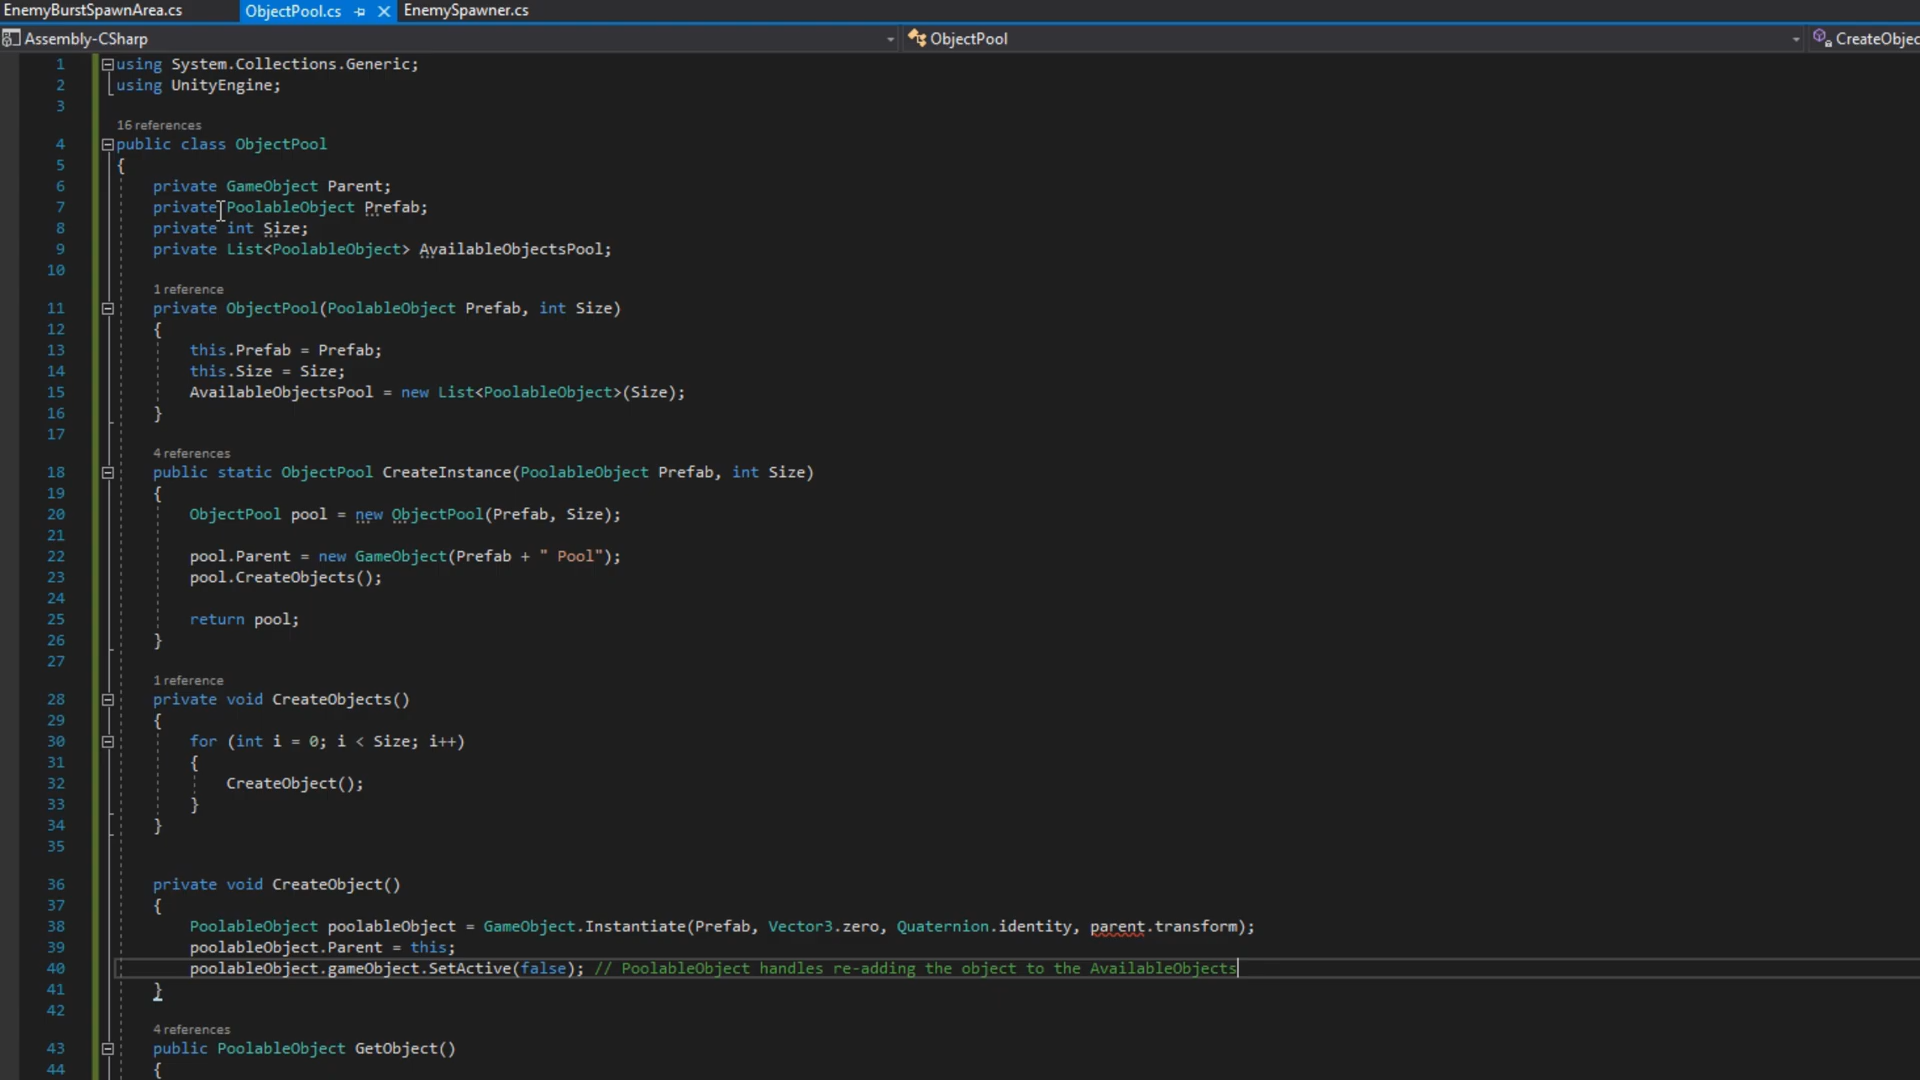 EnemyBurstSpawnArea.cs ObjectPool.cs EnemySpawner.cs
Assembly-CSharp ObjectPool CreateObjec
1 using System.Collections.Generic;
2 using UnityEngine;
3
16 references
4 public class ObjectPool
5 {
6 private GameObject Parent;
7 private PoolableObject Prefab;
8 private int Size;
9 private List<PoolableObject> AvailableObjectsPool;
10
1 reference
11 private ObjectPool(PoolableObject Prefab, int Size)
12 {
13 this.Prefab = Prefab;
14 this.Size = Size;
15 AvailableObjectsPool = new List<PoolableObject>(Size);
16 }
17
4 references
18 public static ObjectPool CreateInstance(PoolableObject Prefab, int Size)
19 {
20 ObjectPool pool = new ObjectPool(Prefab, Size);
21
22 pool.Parent = new GameObject(Prefab + " Pool");
23 pool.CreateObjects();
24
25 return pool;
26 }
27
1 reference
28 private void CreateObjects()
29 {
30 for (int i = 0; i < Size; i++)
31 {
32 CreateObject();
33 }
34 }
35
36 private void CreateObject()
37 {
38 PoolableObject poolableObject = GameObject.Instantiate(Prefab, Vector3.zero, Quaternion.identity, parent.transform);
39 poolableObject.Parent = this;
40 poolableObject.gameObject.SetActive(false); // PoolableObject handles re-adding the object to the AvailableObjects
41 }
42
4 references
43 public PoolableObject GetObject()
44 {